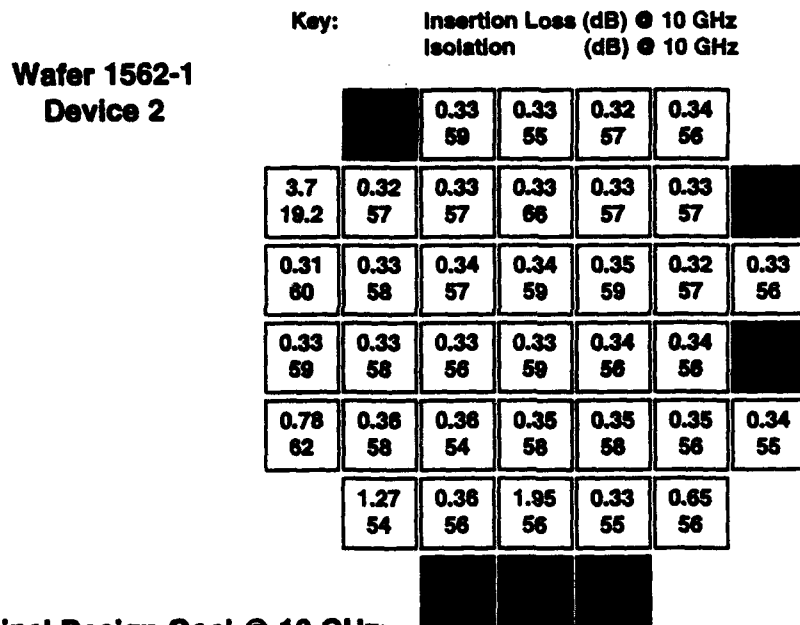 Key: Insertion Loss (dB) @ 10 GHz
Isolation (dB) @ 10 GHz
Wafer 1562-1
Device 2
0.33 0.33 0.32 0.34
59 55 57 56
3.7 0.32 0.33 0.33 0.33 0.33
19.2 57 57 66 57 57
0.31 0.33 0.34 0.34 0.35 0.32 0.33
60 58 57 59 59 57 56
0.33 0.33 0.33 0.33 0.34 0.34
59 58 56 59 56 56
0.78 0.36 0.36 0.35 0.35 0.35 0.34
62 58 54 58 58 56 55
1.27 0.36 1.95 0.33 0.65
54 56 56 55 56
Design Goal @ 10 GHz